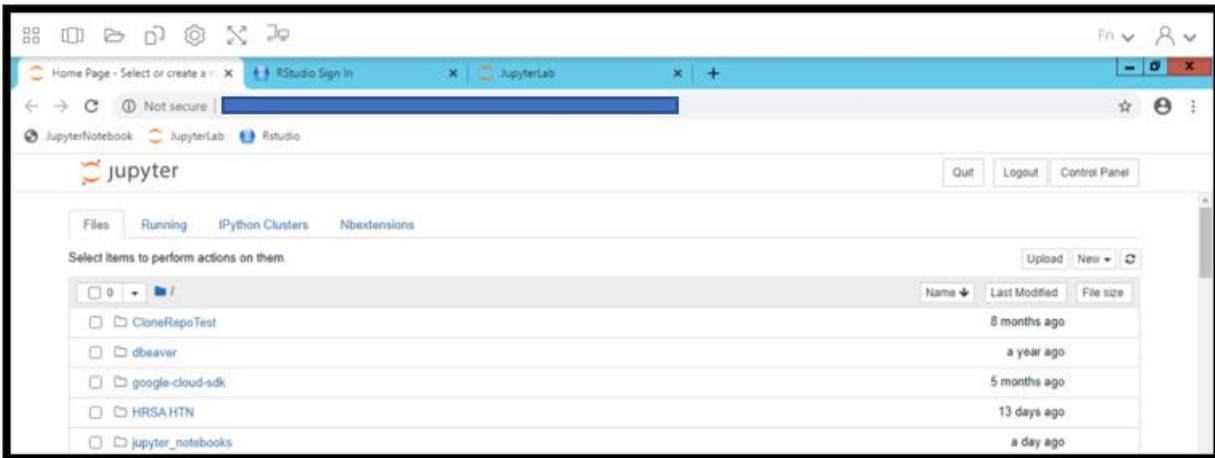 Fn
Home Page - Select or create a n RStudio Sign In JupyterLab
Not secure
JupyterNotebook JupyterLab Rstudio
jupyter Quit Logout Control Panel
Files Running IPython Clusters Nbextensions
Select items to perform actions on them. Upload New
0 / Name Last Modified File size
CloneRepoTest 8 months ago
dbeaver a year ago
google-cloud-sdk 5 months ago
HRSA HTN 13 days ago
jupyter_notebooks a day ago